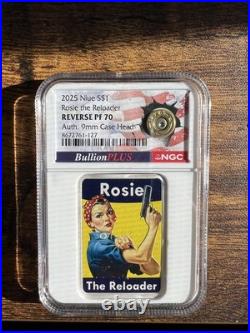 2025 Niue S$1
Rosie the Reloader
REVERSE PF 70
Auth. 9mm Case Head
8672761-127
BullionPLUS
NGC
Rosie
The Reloader